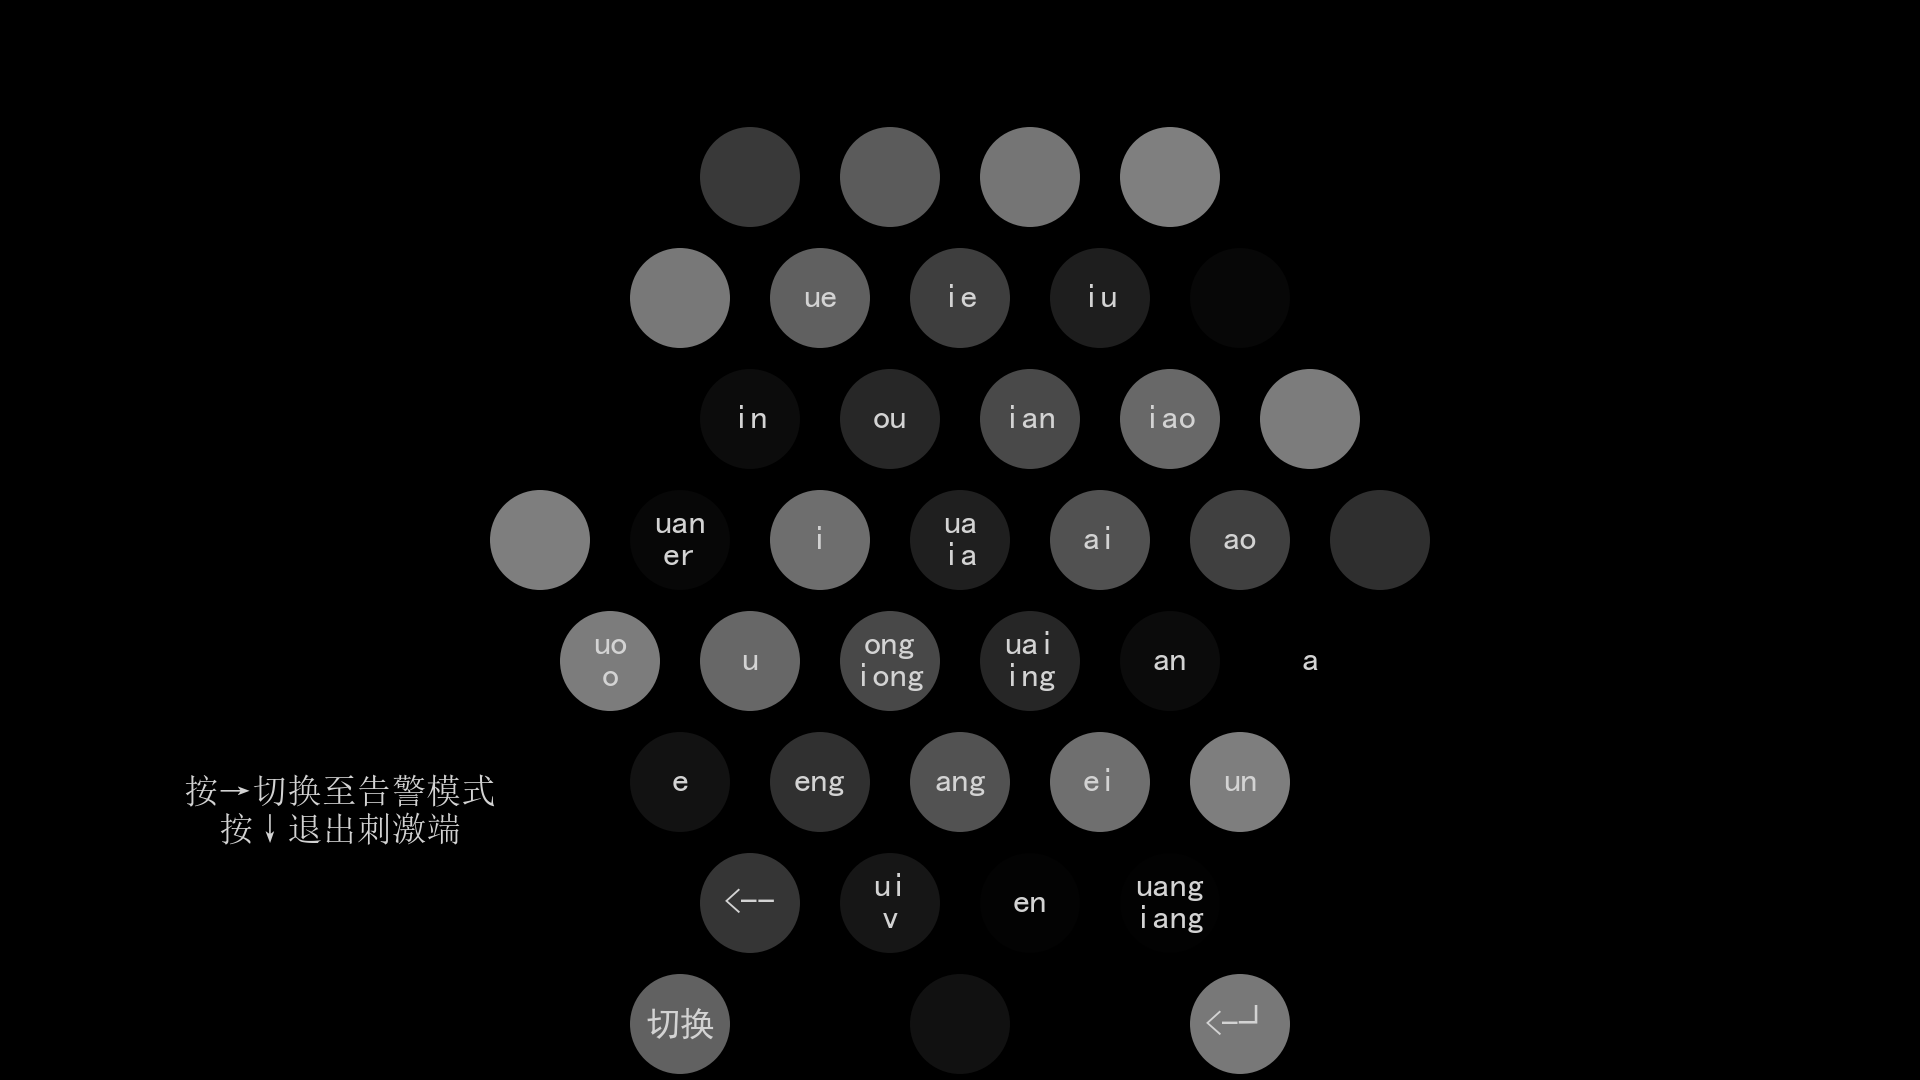 ue
ie
iu
in
ou
ian
iao
uan
er
i
ua
ia
ai
ao
uo
o
u
ong
iong
uai
ing
an
a
e
eng
ang
ei
un
按→切换至告警模式
按↓退出刺激端
<--
ui
v
en
uang
iang
切换
<-┘